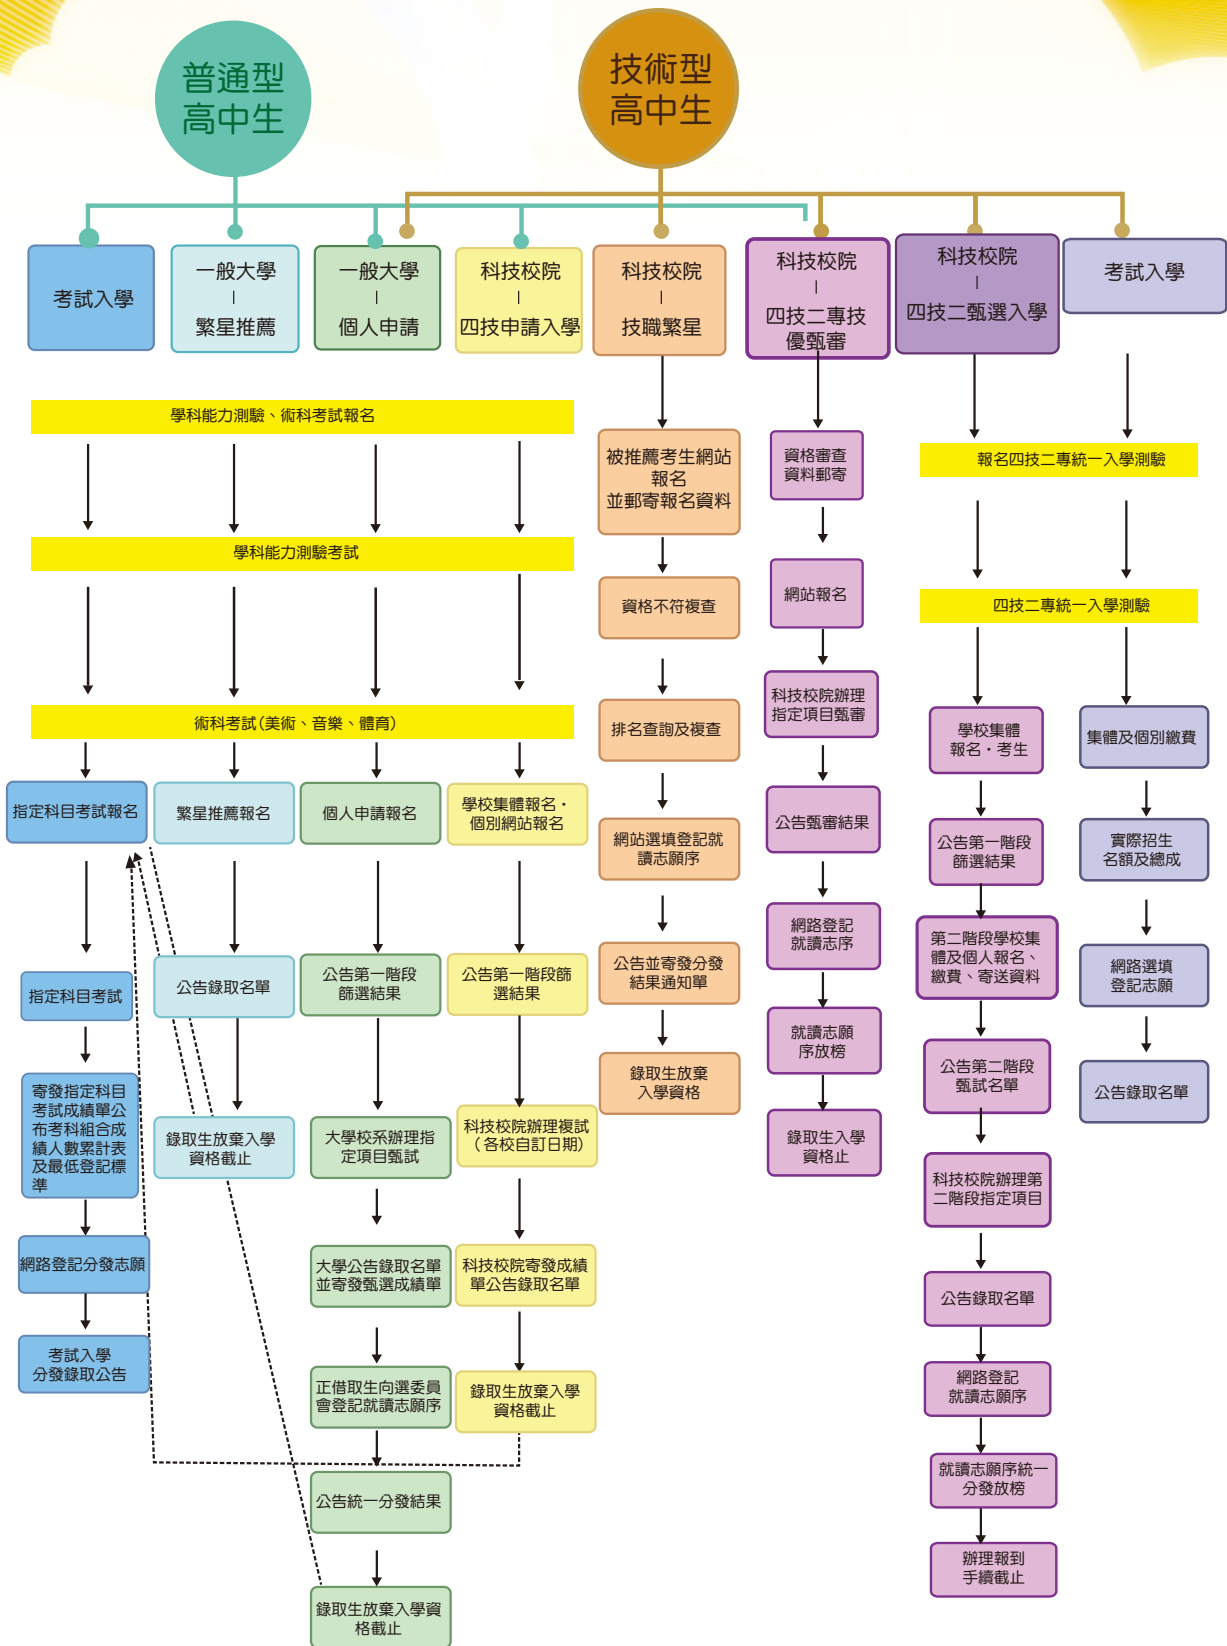 普通型
高中生
技術型
高中生
考試入學
一般大學
–
繁星推薦
一般大學
–
個人申請
科技校院
–
四技申請入學
科技校院
–
技職繁星
科技校院
–
四技二專技
優甄審
科技校院
–
四技二甄選入學
考試入學
學科能力測驗、術科考試報名
學科能力測驗考試
術科考試(美術、音樂、體育)
指定科目考試報名
指定科目考試
寄發指定科目
考試成績單公
布考科組合成
績人數累計表
及最低登記標
準
網路登記分發志願
考試入學
分發錄取公告
繁星推薦報名
公告錄取名單
錄取生放棄入學
資格截止
個人申請報名
公告第一階段
篩選結果
大學校系辦理指
定項目甄試
大學公告錄取名單
並寄發甄選成績單
正借取生向選委員
會登記就讀志願序
公告統一分發結果
錄取生放棄入學資
格截止
學校集體報名・
個別網站報名
公告第一階段篩
選結果
科技校院辦理複試
(各校自訂日期)
科技校院寄發成績
單公告錄取名單
錄取生放棄入學
資格截止
被推薦考生網站
報名
並郵寄報名資料
資格不符複查
排名查詢及複查
網站選填登記就
讀志願序
公告並寄發分發
結果通知單
錄取生放棄
入學資格
資格審查
資料郵寄
網站報名
科技校院辦理
指定項目甄審
公告甄審結果
網路登記
就讀志序
就讀志願
序放榜
錄取生入學
資格止
報名四技二專統一入學測驗
四技二專統一入學測驗
學校集體
報名・考生
公告第一階段
篩選結果
第二階段學校集
體及個人報名、
繳費、寄送資料
公告第二階段
甄試名單
科技校院辦理第
二階段指定項目
公告錄取名單
網路登記
就讀志願序
就讀志願序統一
分發放榜
辦理報到
手續截止
集體及個別繳費
實際招生
名額及總成
網路選填
登記志願
公告錄取名單